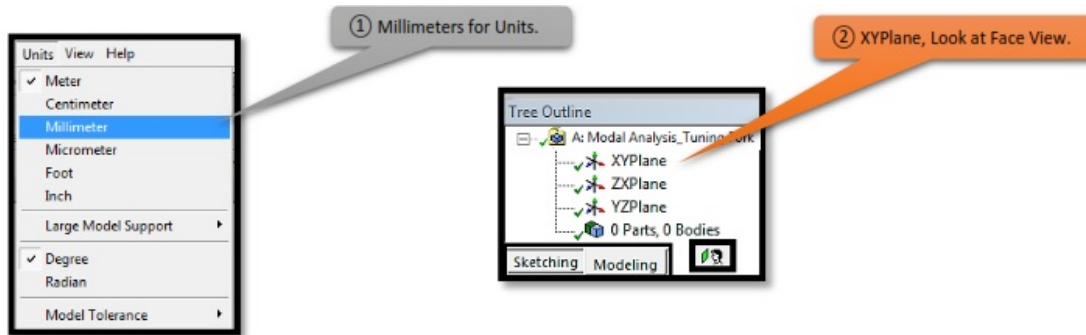 ① Millimeters for Units.
② XYPlane, Look at Face View.
Units View Help
Meter
Centimeter
Millimeter
Micrometer
Foot
Inch
Large Model Support
Degree
Radian
Model Tolerance
Tree Outline
A: Modal Analysis_Tuning Fork
XYPlane
ZXPlane
YZPlane
0 Parts, 0 Bodies
Sketching Modeling